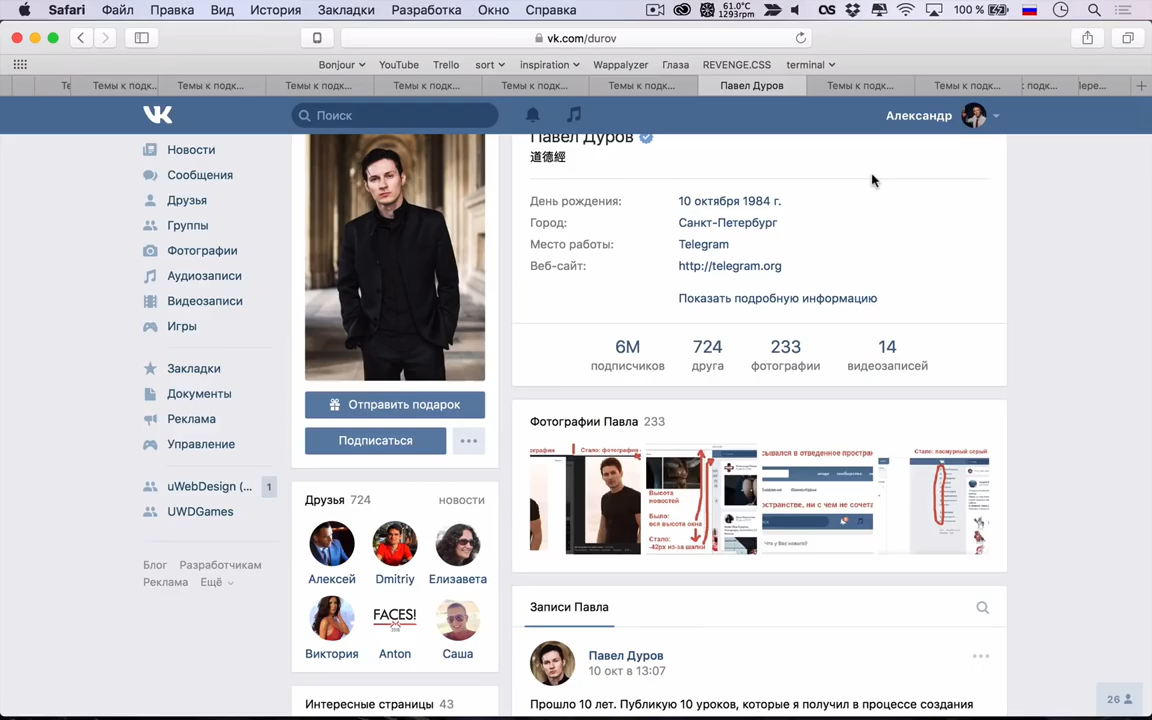 Safari Файл Правка Вид История Закладки Разработка Окно Справка 61.0°C 1293rpm 100 %
vk.com/durov
Bonjour YouTube Trello sort inspiration Wappalyzer Глаза REVENGE.CSS terminal
Те Темы к подк... Темы к подк... Темы к подк... Темы к подк... Темы к подк... Темы к подк... Павел Дуров Темы к подк... Темы к подк... подк...
Поиск
Александр
Новости
Сообщения
Друзья
Группы
Фотографии
Аудиозаписи
Видеозаписи
Игры
Закладки
Документы
Реклама
Управление
uWebDesign (... 1
UWDGames
Блог Разработчикам
Реклама Ещё
Отправить подарок
Подписаться
Друзья 724 новости
Алексей Dmitriy Елизавета
FACES!
Виктория Anton Саша
Интересные страницы 43
Павел Дуров
道德經
День рождения: 10 октября 1984 г.
Город: Санкт-Петербург
Место работы: Telegram
Веб-сайт: http://telegram.org
Показать подробную информацию
6M 724 233 14
подписчиков друга фотографии видеозаписей
Фотографии Павла 233
Стало:
Высота
новостей
Было:
вся высота окна
Стало:
-42px из-за шапки
Записи Павла
Павел Дуров
10 окт в 13:07
Прошло 10 лет. Публикую 10 уроков, которые я получил в процессе создания
26